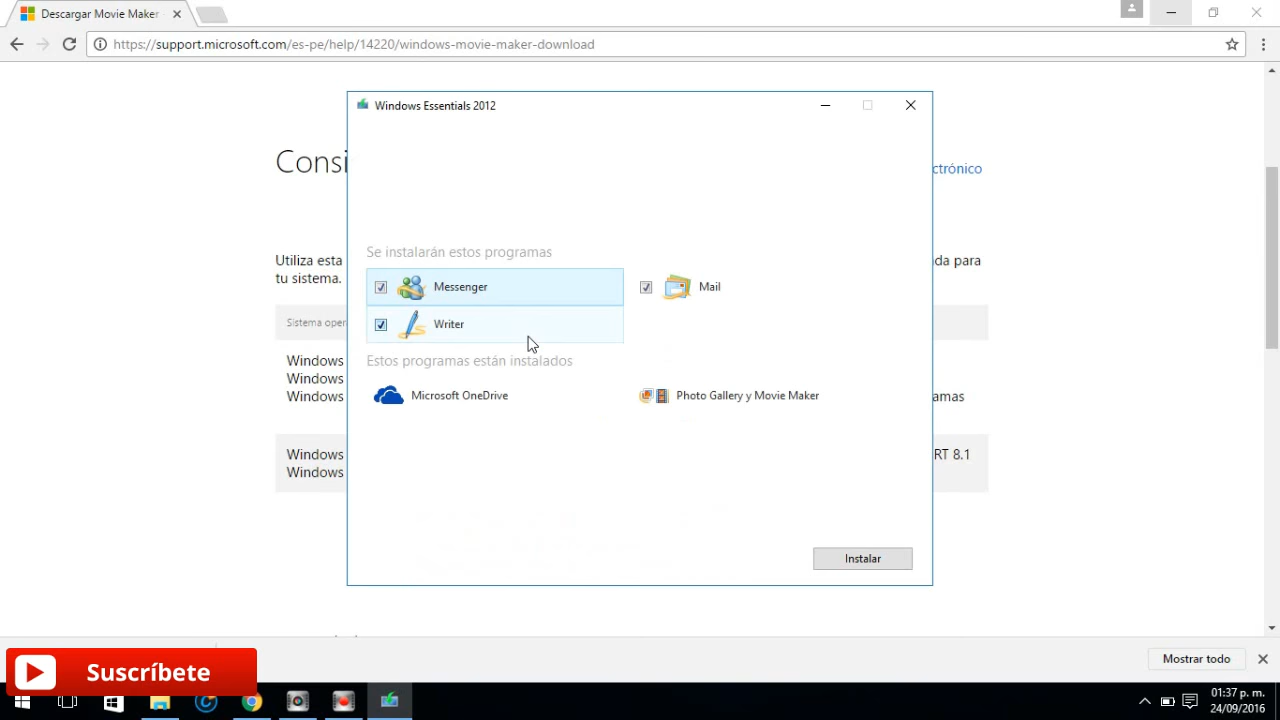 Descargar Movie Maker
https://support.microsoft.com/es-pe/help/14220/windows-movie-maker-download
Windows Essentials 2012
Consi
ctrónico
Se instalarán estos programas
Utiliza esta
da para
tu sistema.
Messenger
Mail
Sistema oper
Writer
Estos programas están instalados
Windows
Windows
Windows
amas
Microsoft OneDrive
Photo Gallery y Movie Maker
Windows
RT 8.1
Windows
Instalar
Suscríbete
Mostrar todo
01:37 p. m.
24/09/2016